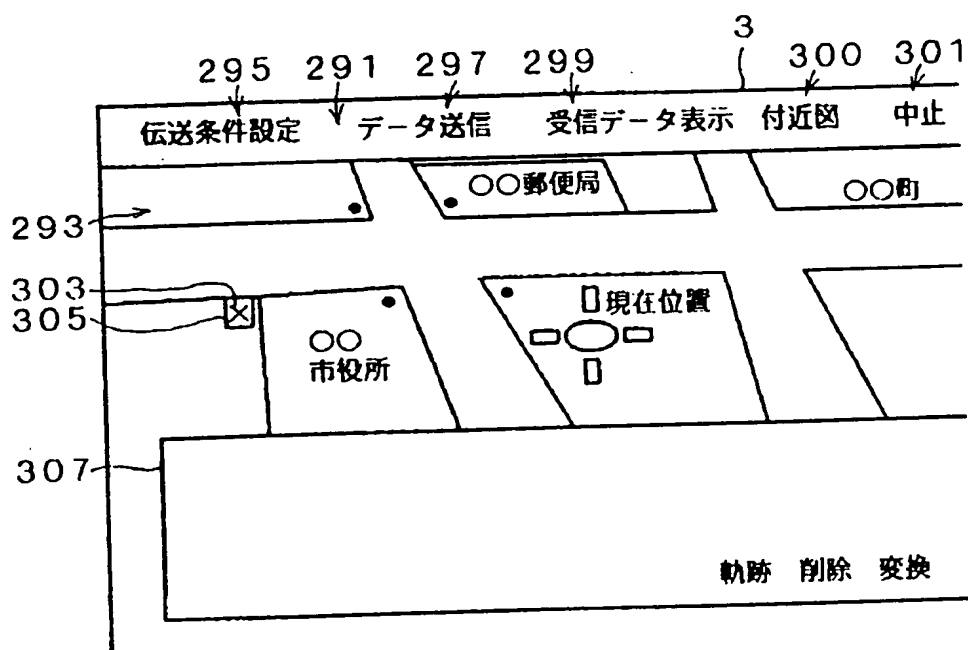 3
295 291 297 299 300 301
伝送条件設定 データ送信 受信データ表示 付近図 中止
○○郵便局
○○町
293
303
305
現在位置
○○
市役所
307
軌跡 削除 変換